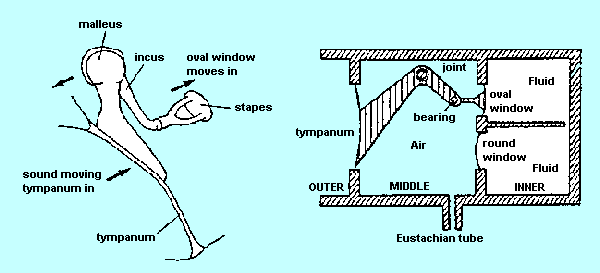 malleus
incus
oval window
moves in
stapes
sound moving
tympanum in
tympanum
joint
Fluid
oval
window
bearing
tympanum
Air
round
window
Fluid
OUTER
MIDDLE
INNER
Eustachian tube